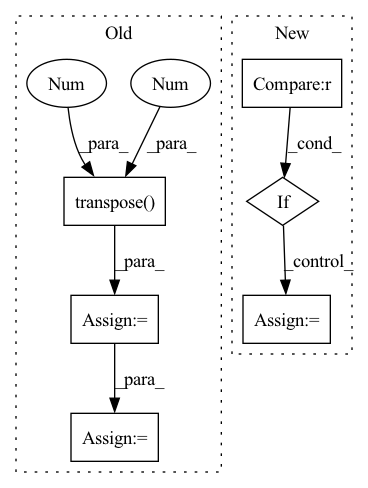 Old
New
Num
Num
Compare:r
_para_
_para_
_cond_
transpose()
If
_para_
_control_
Assign:=
Assign:=
_para_
Assign:=